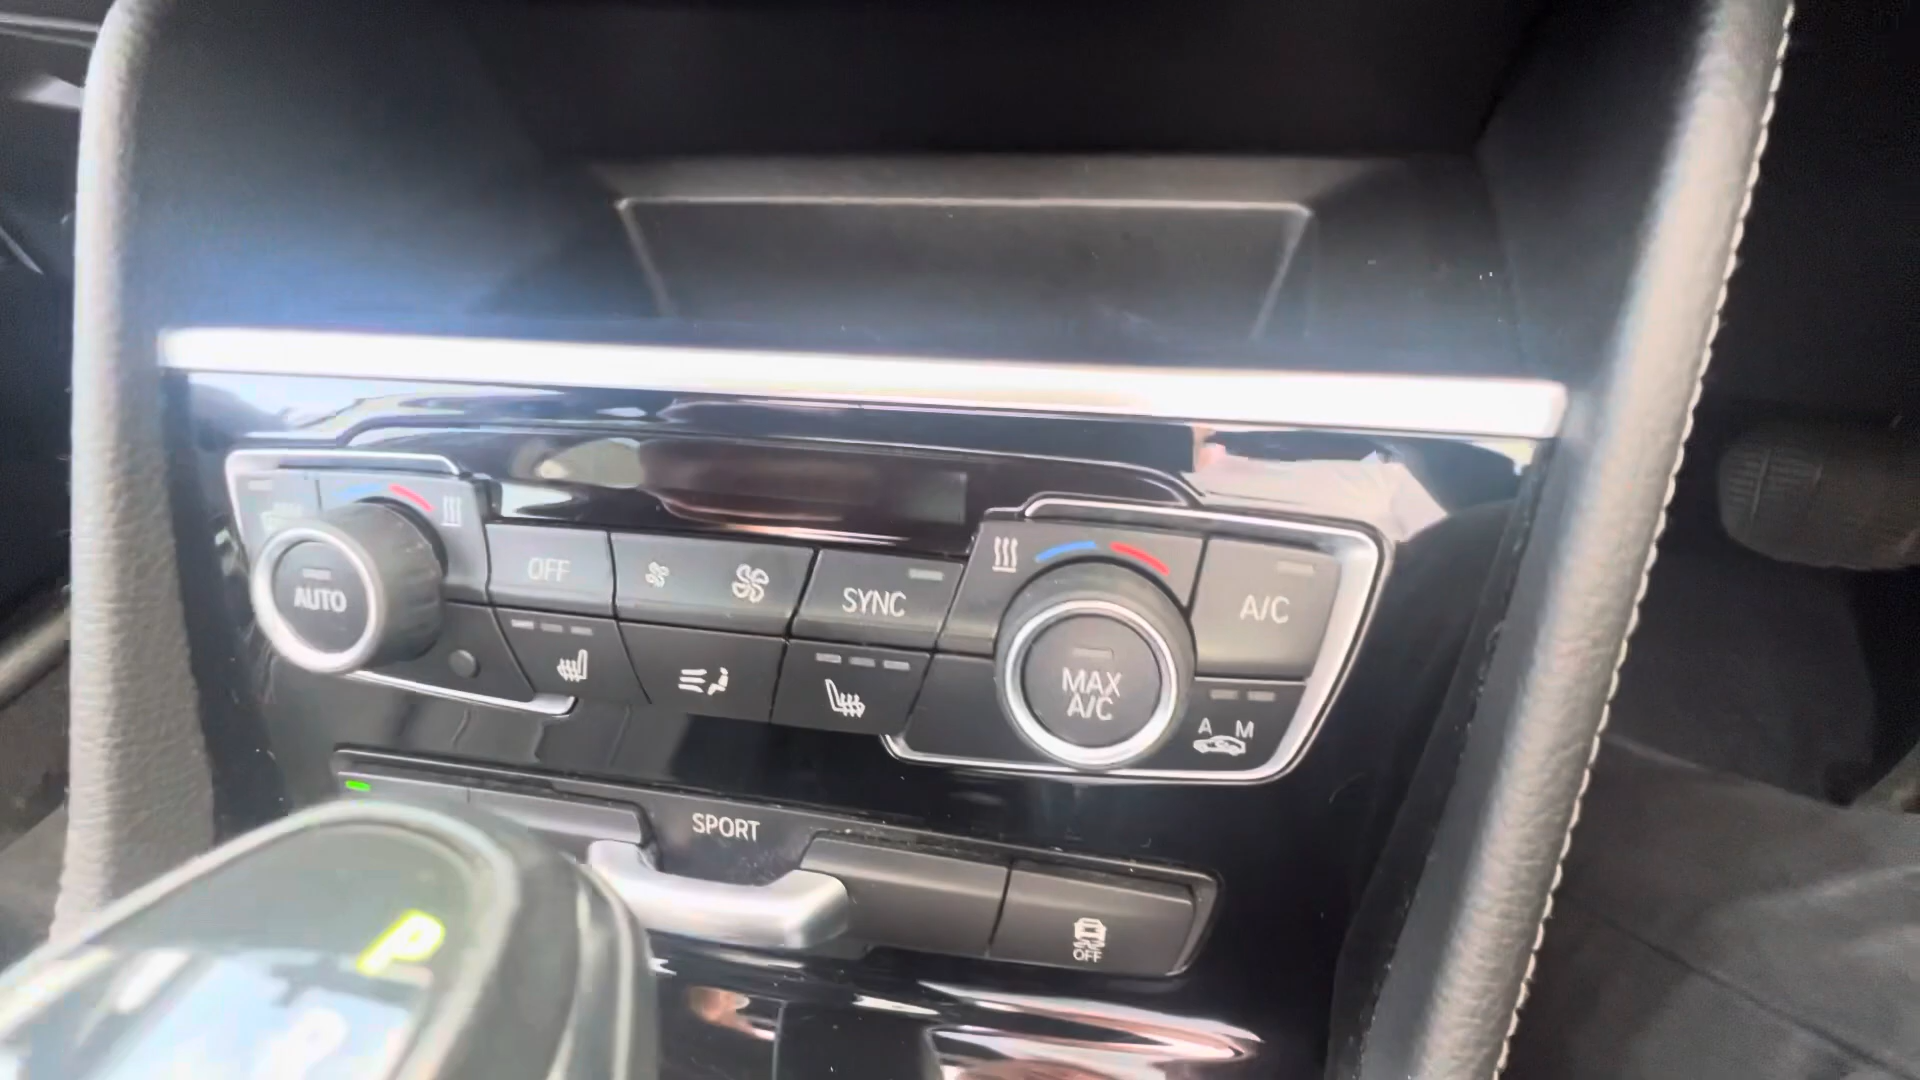 OFF
AUTO
SYNC
A/C
MAX
A/C
A M
SPORT
OFF
P